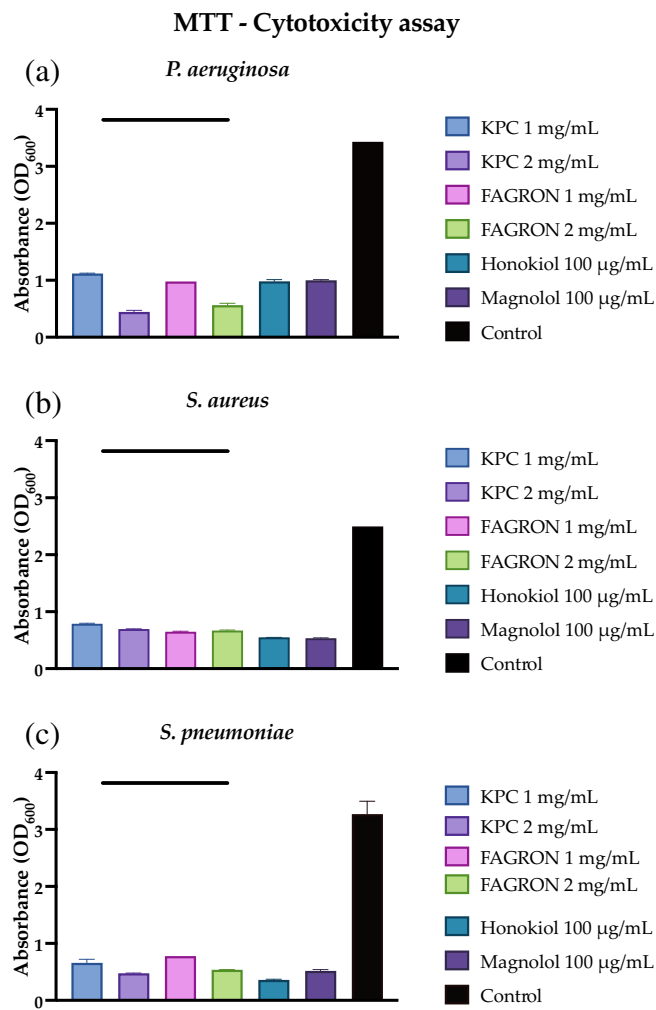 MTT - Cytotoxicity assay
(a)
P. aeruginosa
Absorbance (OD600)
4
3
2
1
0
KPC 1 mg/mL
KPC 2 mg/mL
FAGRON 1 mg/mL
FAGRON 2 mg/mL
Honokiol 100 µg/mL
Magnolol 100 µg/mL
Control
(b)
S. aureus
Absorbance (OD600)
4
3
2
1
0
KPC 1 mg/mL
KPC 2 mg/mL
FAGRON 1 mg/mL
FAGRON 2 mg/mL
Honokiol 100 µg/mL
Magnolol 100 µg/mL
Control
(c)
S. pneumoniae
Absorbance (OD600)
4
3
2
1
0
KPC 1 mg/mL
KPC 2 mg/mL
FAGRON 1 mg/mL
FAGRON 2 mg/mL
Honokiol 100 µg/mL
Magnolol 100 µg/mL
Control